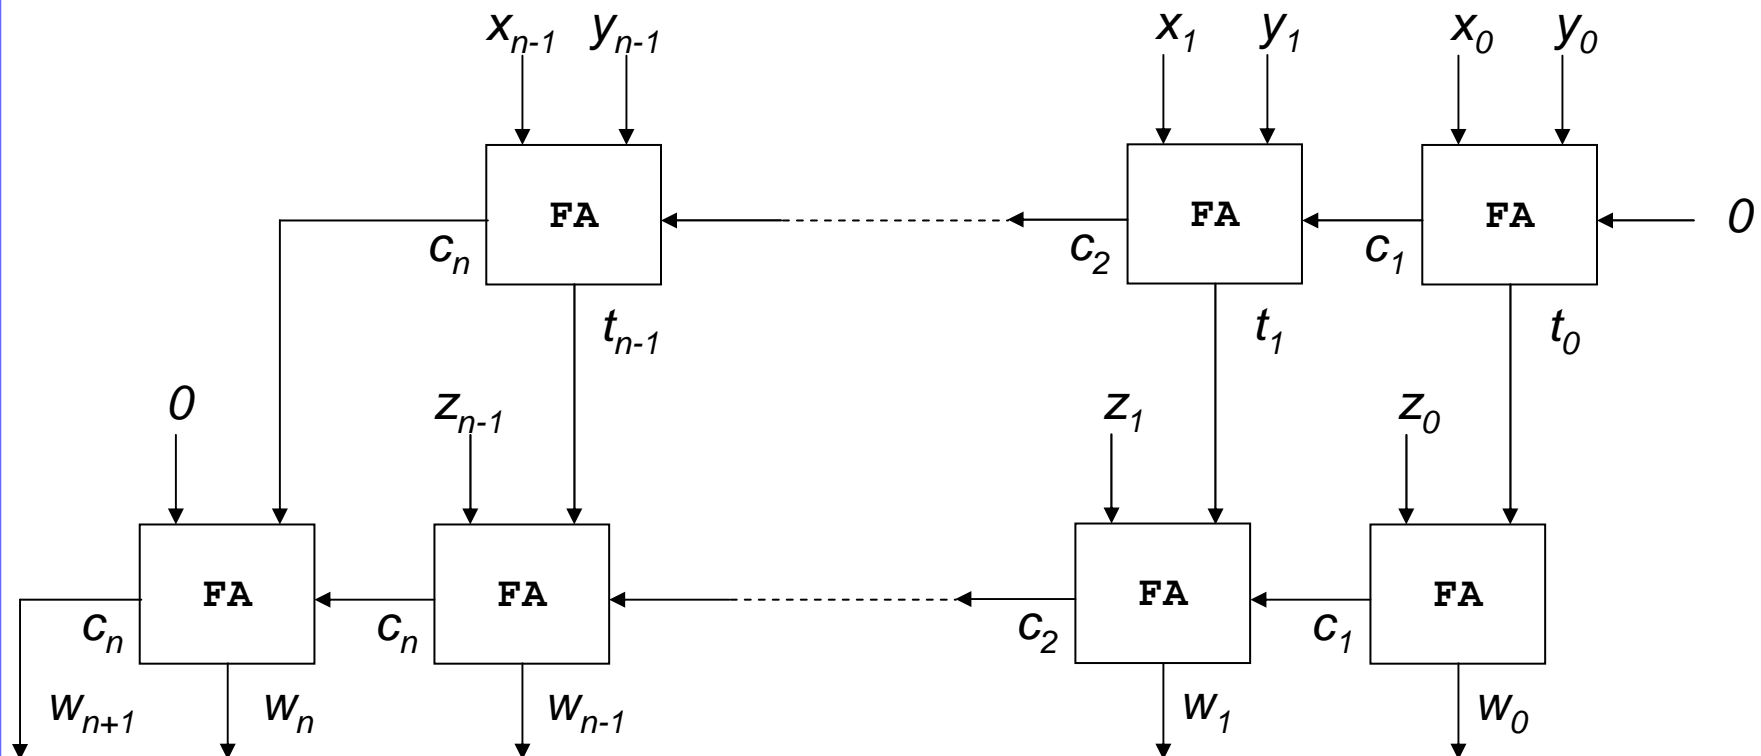 x_{n-1} y_{n-1} x_1 y_1 x_0 y_0
FA FA FA 0
c_n c_2 c_1
t_{n-1} t_1 t_0
0 z_{n-1} z_1 z_0
FA FA FA FA
c_n c_n c_2 c_1
w_{n+1} w_n w_{n-1} w_1 w_0